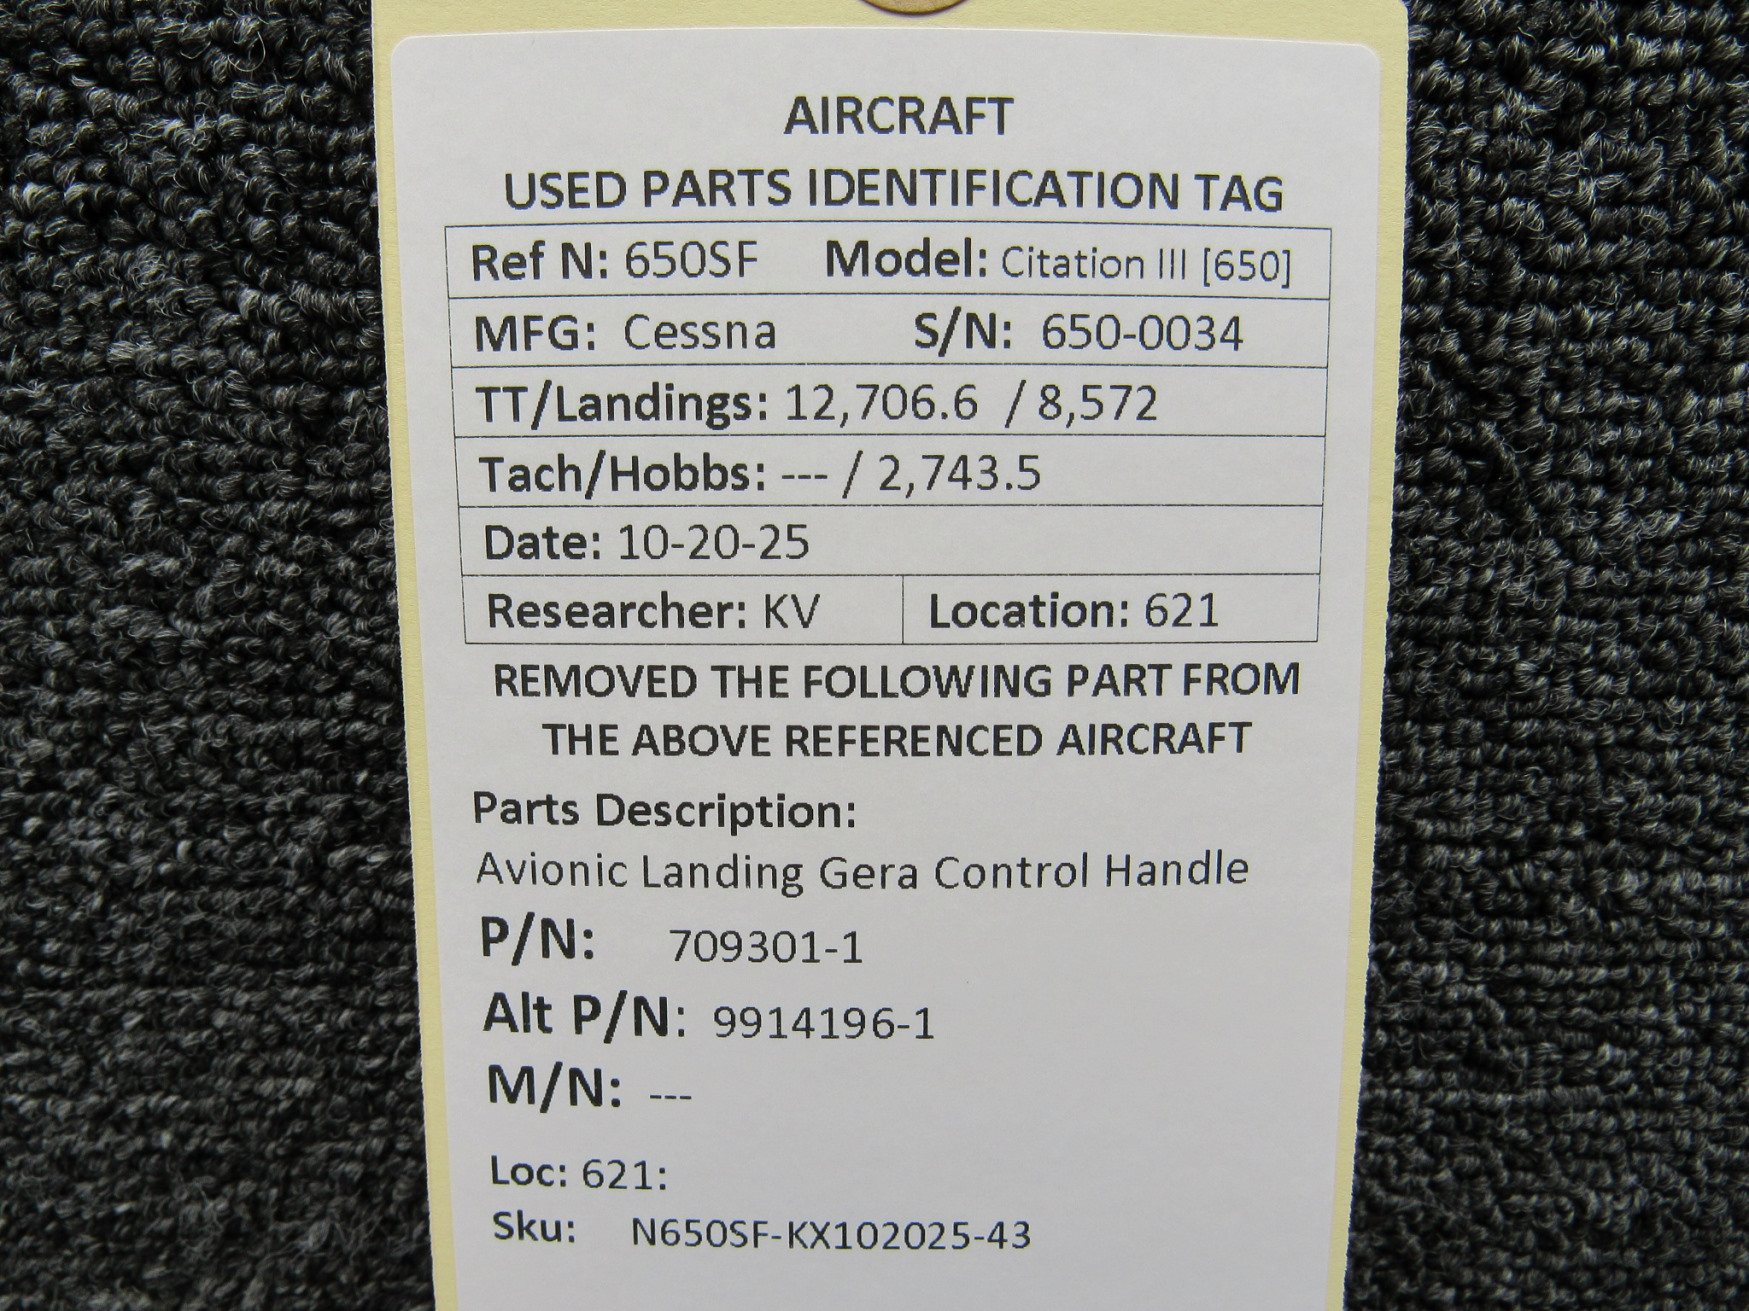 AIRCRAFT
USED PARTS IDENTIFICATION TAG
Ref N: 650SF Model: Citation III [650]
MFG: Cessna S/N: 650-0034
TT/Landings: 12,706.6 / 8,572
Tach/Hobbs: --- / 2,743.5
Date: 10-20-25
Researcher: KV Location: 621
REMOVED THE FOLLOWING PART FROM
THE ABOVE REFERENCED AIRCRAFT
Parts Description:
Avionic Landing Gera Control Handle
P/N: 709301-1
Alt P/N: 9914196-1
M/N: ---
Loc: 621:
Sku: N650SF-KX102025-43